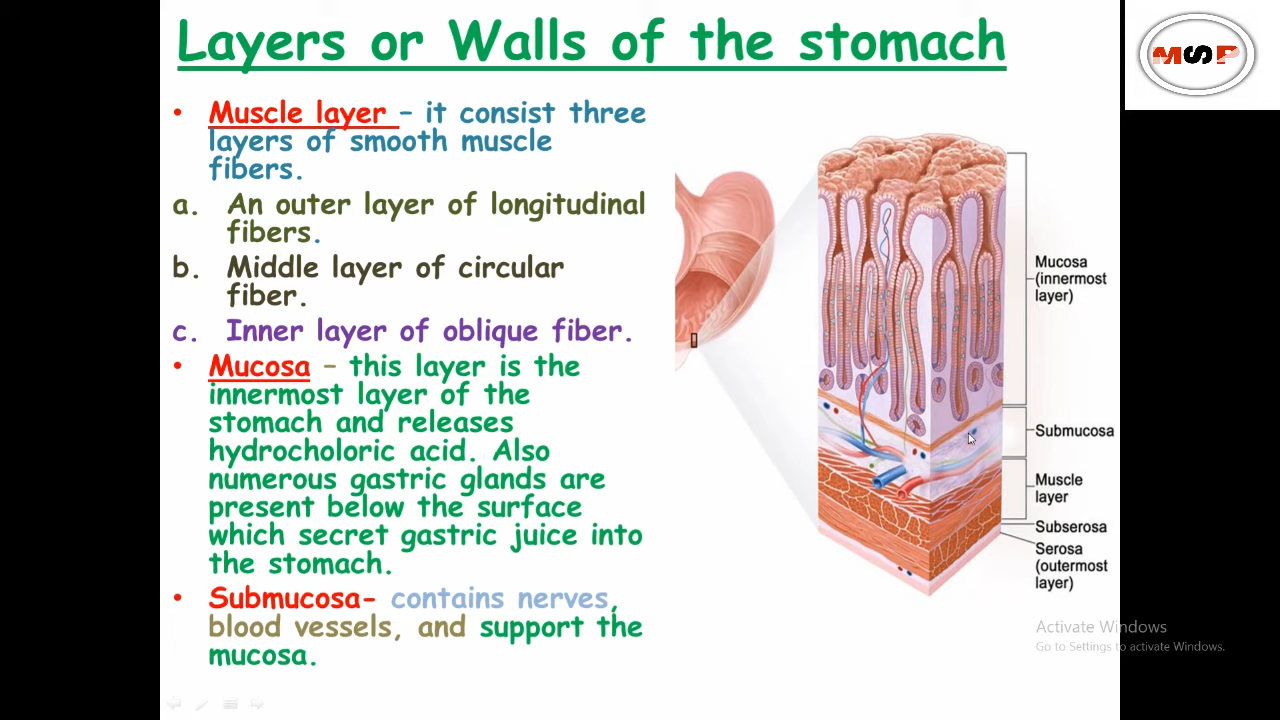 Layers or Walls of the stomach
MSP
• Muscle layer – it consist three
layers of smooth muscle
fibers.
a. An outer layer of longitudinal
fibers.
b. Middle layer of circular
fiber.
c. Inner layer of oblique fiber.
• Mucosa – this layer is the
innermost layer of the
stomach and releases
hydrocholoric acid. Also
numerous gastric glands are
present below the surface
which secret gastric juice into
the stomach.
• Submucosa- contains nerves,
blood vessels, and support the
mucosa.
Mucosa
(innermost
layer)
Submucosa
Muscle
layer
Subserosa
Serosa
(outermost
layer)
Activate Windows
Go to Settings to activate Windows.